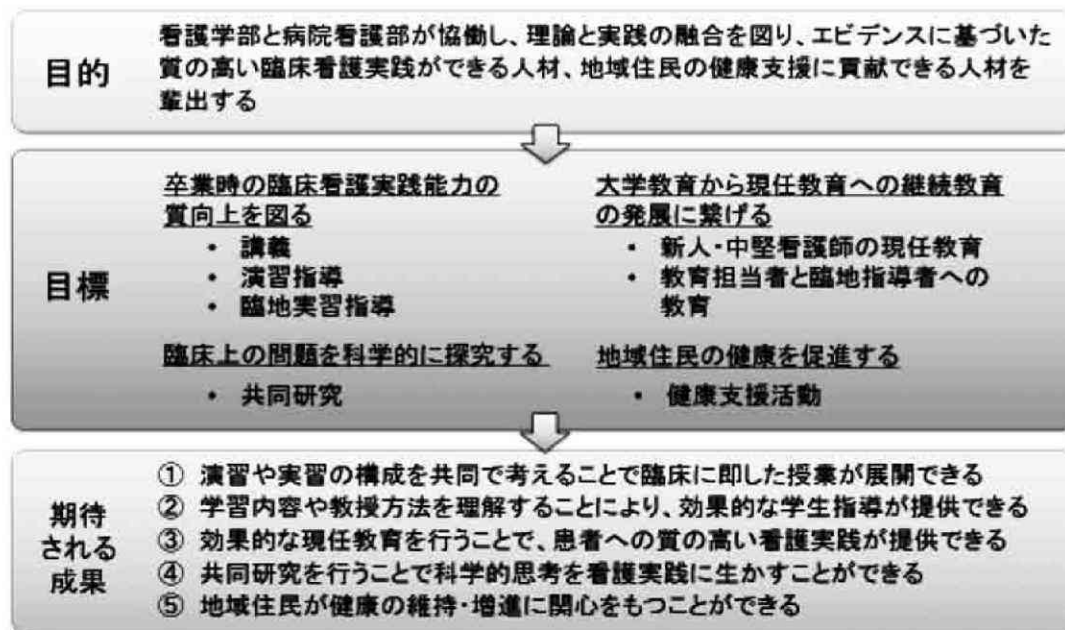 目的
看護学部と病院看護部が協働し、理論と実践の融合を図り、エビデンスに基づいた
質の高い臨床看護実践ができる人材、地域住民の健康支援に貢献できる人材を
輩出する
目標
卒業時の臨床看護実践能力の
質向上を図る
・ 講義
・ 演習指導
・ 臨地実習指導
大学教育から現任教育への継続教育
の発展に繋げる
・ 新人・中堅看護師の現任教育
・ 教育担当者と臨地指導者への
教育
臨床上の問題を科学的に探究する
・ 共同研究
地域住民の健康を促進する
・ 健康支援活動
期待
される
成果
① 演習や実習の構成を共同で考えることで臨床に即した授業が展開できる
② 学習内容や教授方法を理解することにより、効果的な学生指導が提供できる
③ 効果的な現任教育を行うことで、患者への質の高い看護実践が提供できる
④ 共同研究を行うことで科学的思考を看護実践に生かすことができる
⑤ 地域住民が健康の維持・増進に関心をもつことができる